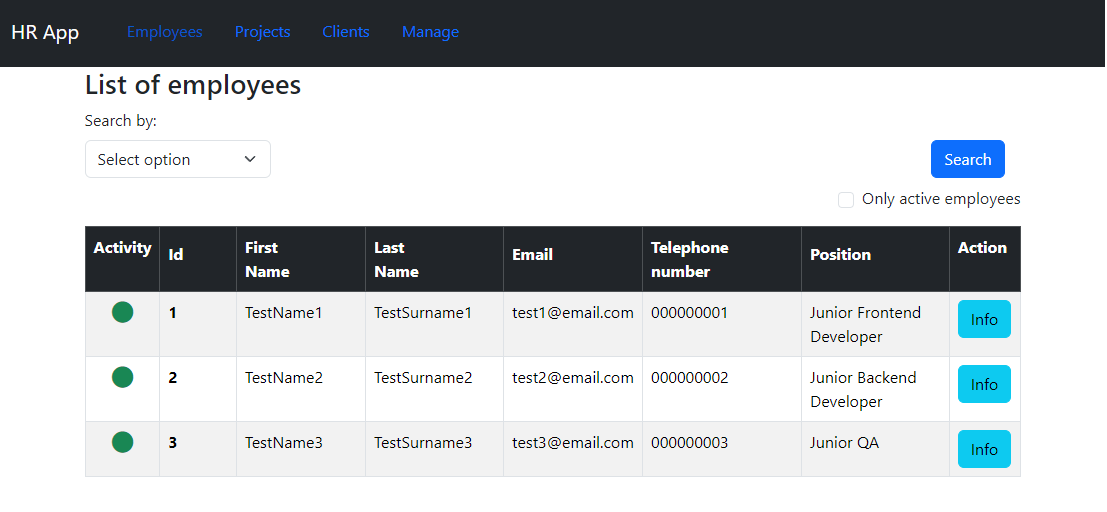 HR App Employees Projects Clients Manage
List of employees
Search by:
Select option Search
Only active employees
Activity Id First Name Last Name Email Telephone number Position Action
1 TestName1 TestSurname1 test1@email.com 000000001 Junior Frontend Developer Info
2 TestName2 TestSurname2 test2@email.com 000000002 Junior Backend Developer Info
3 TestName3 TestSurname3 test3@email.com 000000003 Junior QA Info